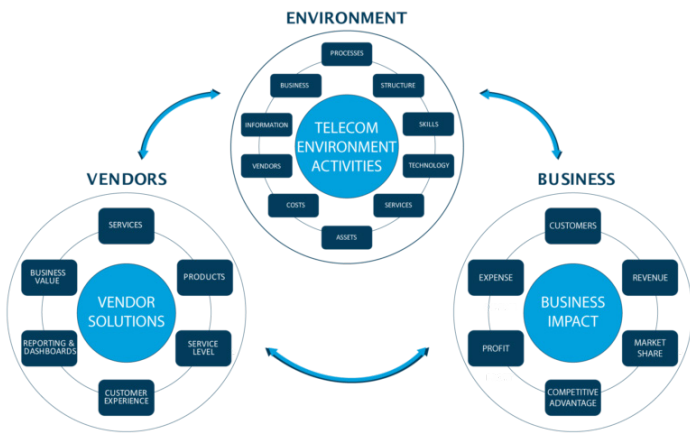 ENVIRONMENT
PROCESSES
BUSINESS
STRUCTURE
INFORMATION
SKILLS
TELECOM
ENVIRONMENT
ACTIVITIES
VENDORS
TECHNOLOGY
COSTS
SERVICES
ASSETS
VENDORS
SERVICES
BUSINESS
VALUE
PRODUCTS
VENDOR
SOLUTIONS
REPORTING &
DASHBOARDS
SERVICE
LEVEL
CUSTOMER
EXPERIENCE
BUSINESS
CUSTOMERS
EXPENSE
REVENUE
BUSINESS
IMPACT
PROFIT
MARKET
SHARE
COMPETITIVE
ADVANTAGE